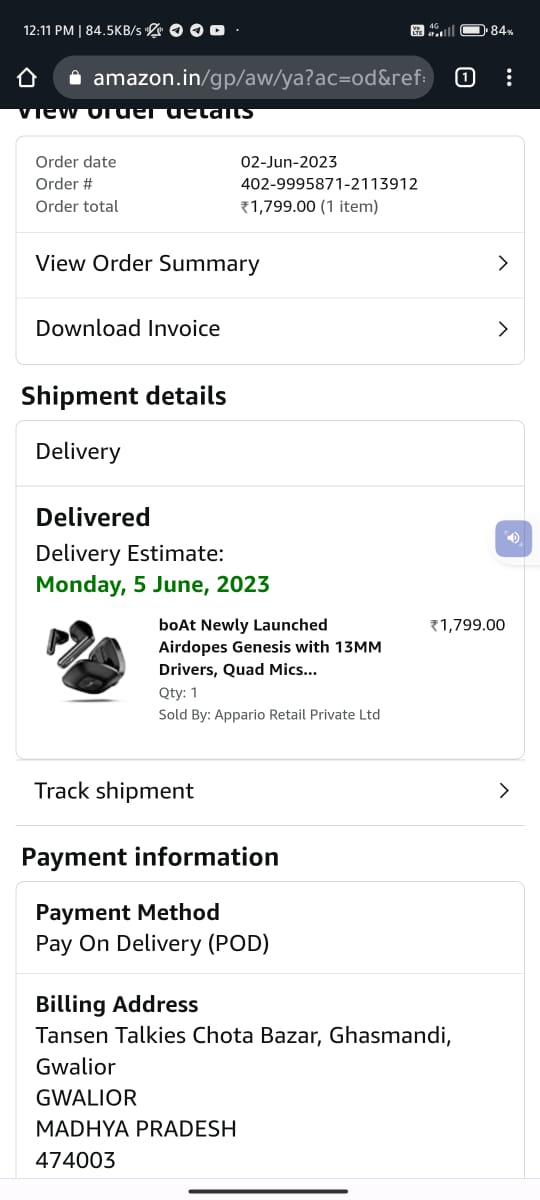 12:11 PM | 84.5KB/s
4G
84%
amazon.in/gp/aw/ya?ac=od&ref:
1
View order details
Order date 02-Jun-2023
Order # 402-9995871-2113912
Order total ₹1,799.00 (1 item)
View Order Summary
Download Invoice
Shipment details
Delivery
Delivered
Delivery Estimate:
Monday, 5 June, 2023
boAt Newly Launched ₹1,799.00
Airdopes Genesis with 13MM
Drivers, Quad Mics...
Qty: 1
Sold By: Appario Retail Private Ltd
Track shipment
Payment information
Payment Method
Pay On Delivery (POD)
Billing Address
Tansen Talkies Chota Bazar, Ghasmandi,
Gwalior
GWALIOR
MADHYA PRADESH
474003